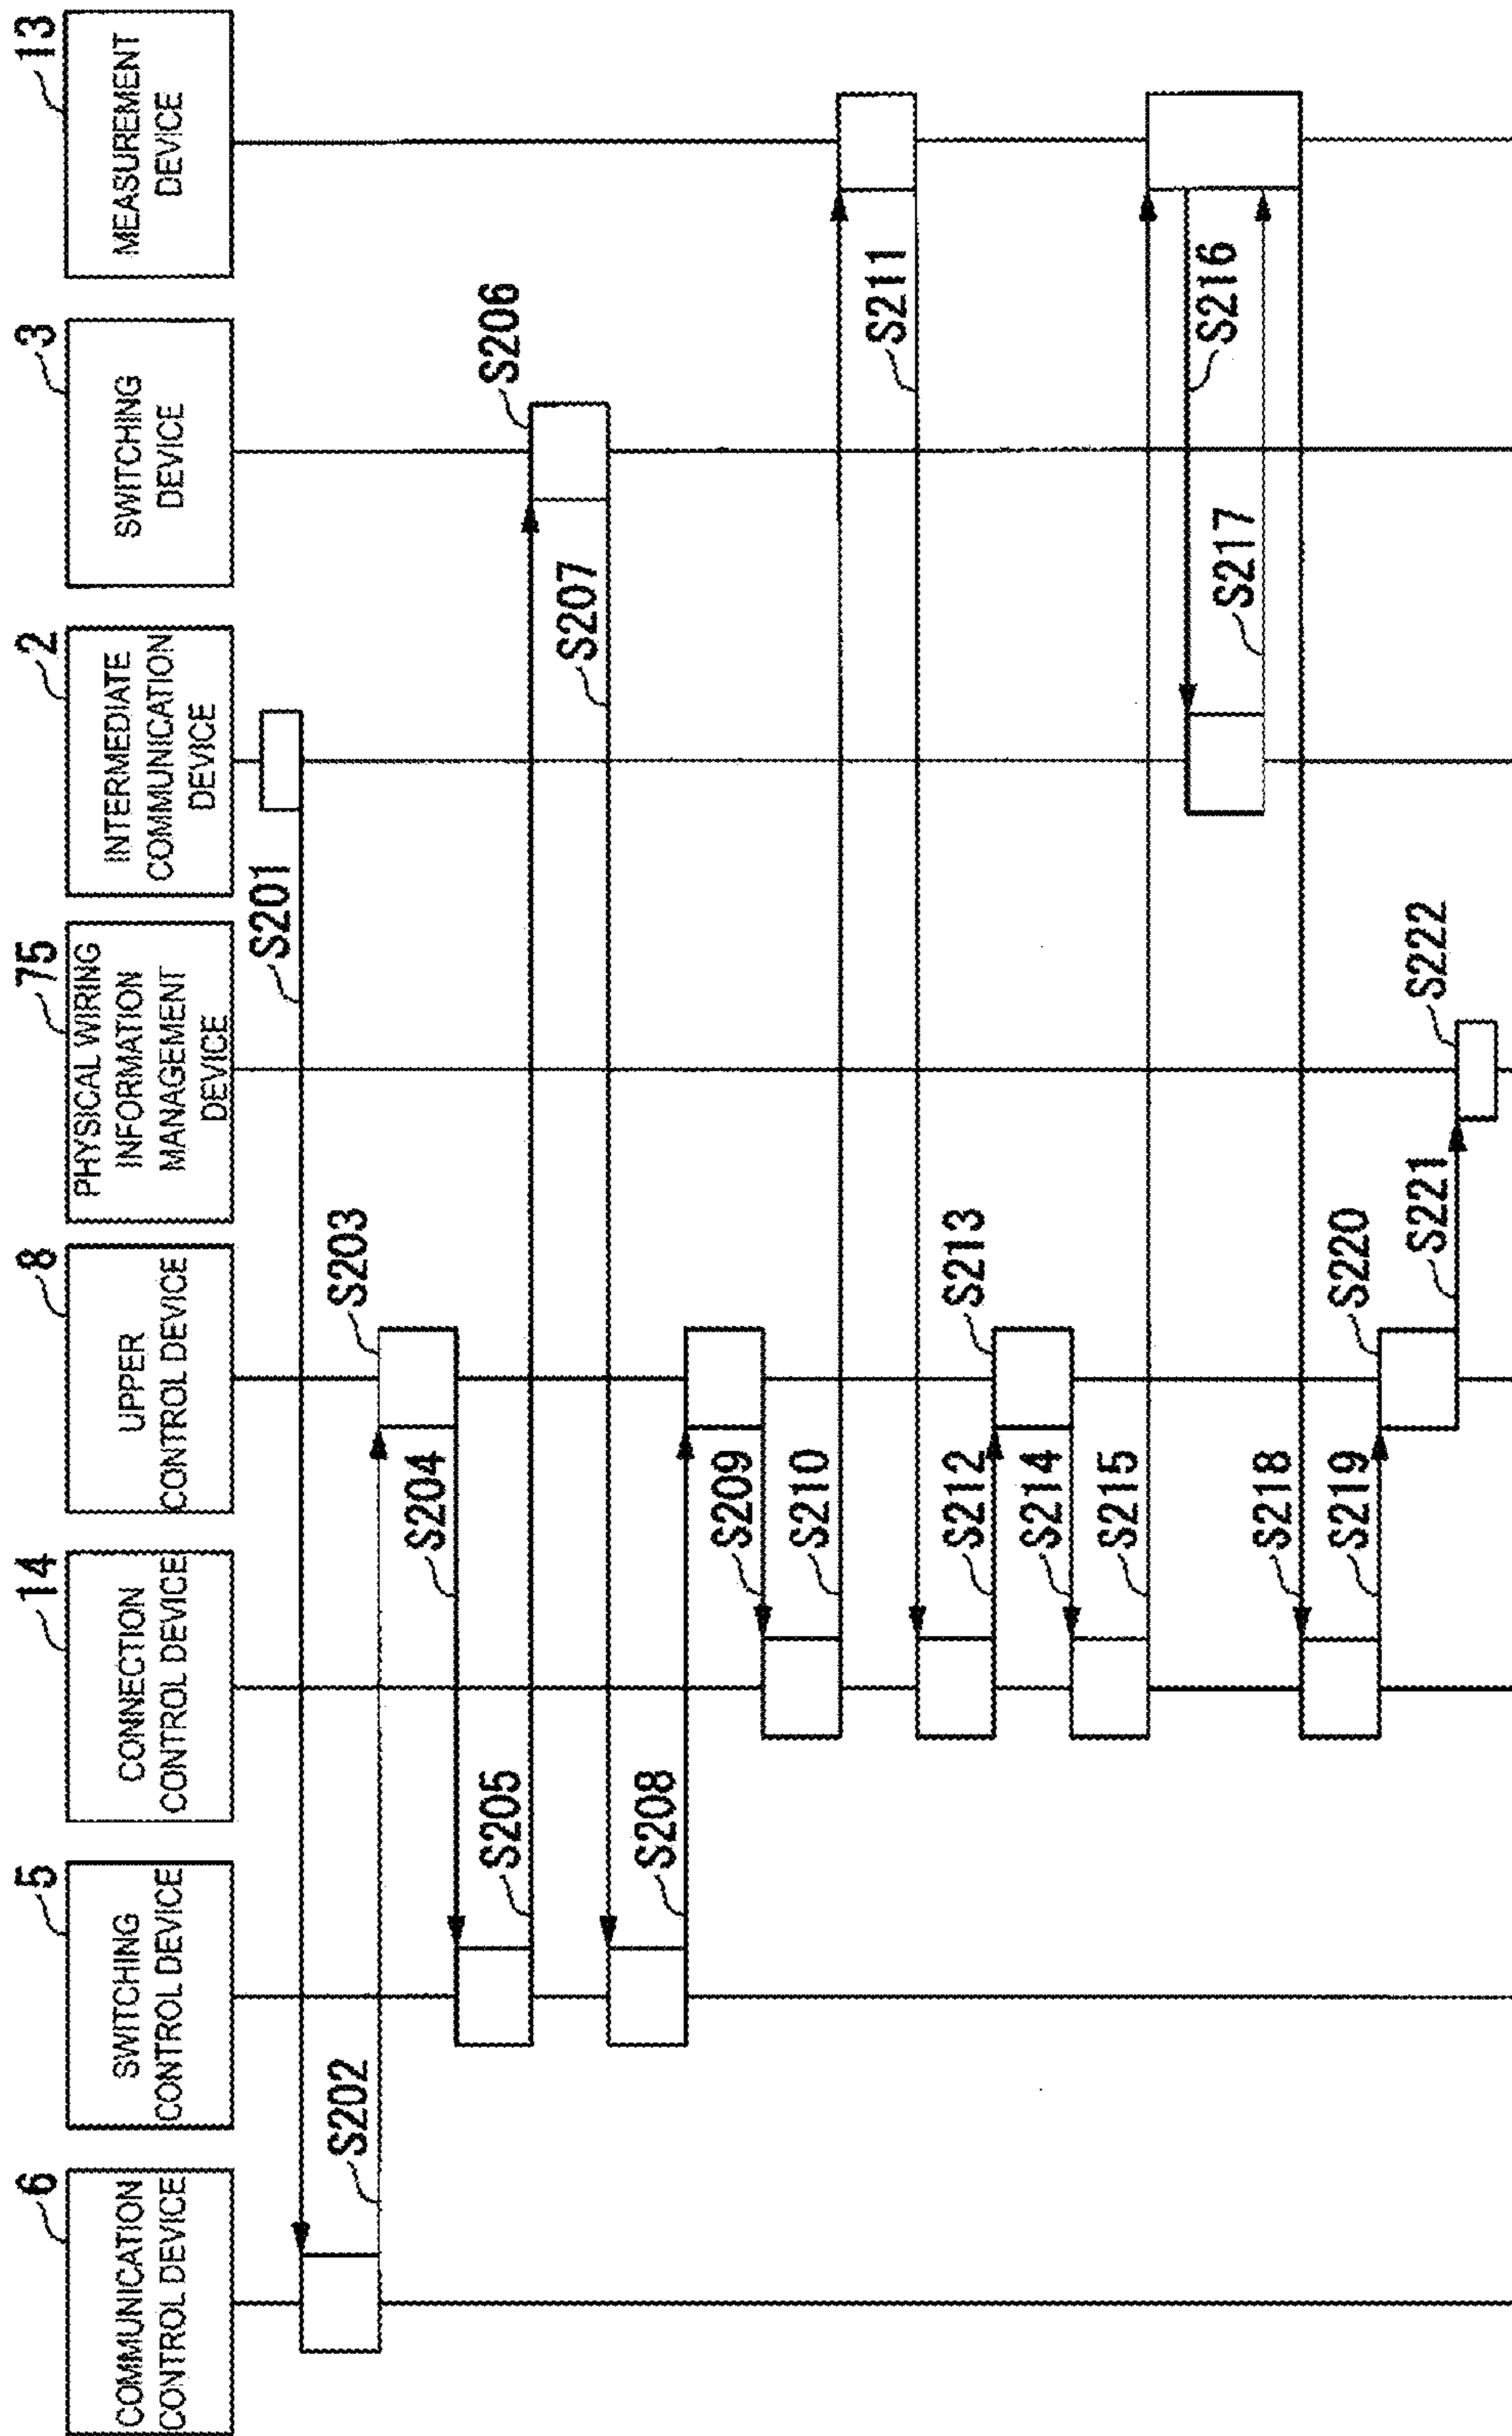 6
COMMUNICATION
CONTROL DEVICE
5
SWITCHING
CONTROL DEVICE
14
CONNECTION
CONTROL DEVICE
8
UPPER
CONTROL DEVICE
75
PHYSICAL WIRING
INFORMATION
MANAGEMENT
DEVICE
2
INTERMEDIATE
COMMUNICATION
DEVICE
3
SWITCHING
DEVICE
13
MEASUREMENT
DEVICE
S201
S202
S203
S204
S205
S206
S207
S208
S209
S210
S211
S212
S213
S214
S215
S216
S217
S218
S219
S220
S221
S222